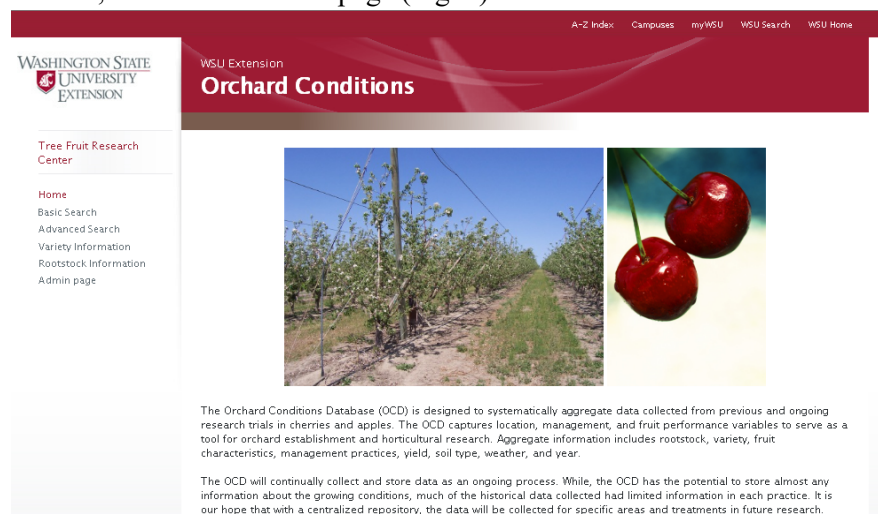 A-Z Index Campuses myWSU WSU Search WSU Home
WASHINGTON STATE
UNIVERSITY
EXTENSION
WSU Extension
Orchard Conditions
Tree Fruit Research
Center
Home
Basic Search
Advanced Search
Variety Information
Rootstock Information
Admin page
The Orchard Conditions Database (OCD) is designed to systematically aggregate data collected from previous and ongoing
research trials in cherries and apples. The OCD captures location, management, and fruit performance variables to serve as a
tool for orchard establishment and horticultural research. Aggregate information includes rootstock, variety, fruit
characteristics, management practices, yield, soil type, weather, and year.
The OCD will continually collect and store data as an ongoing process. While, the OCD has the potential to store almost any
information about the growing conditions, much of the historical data collected had limited information in each practice. It is
our hope that with a centralized repository, the data will be collected for specific areas and treatments in future research.